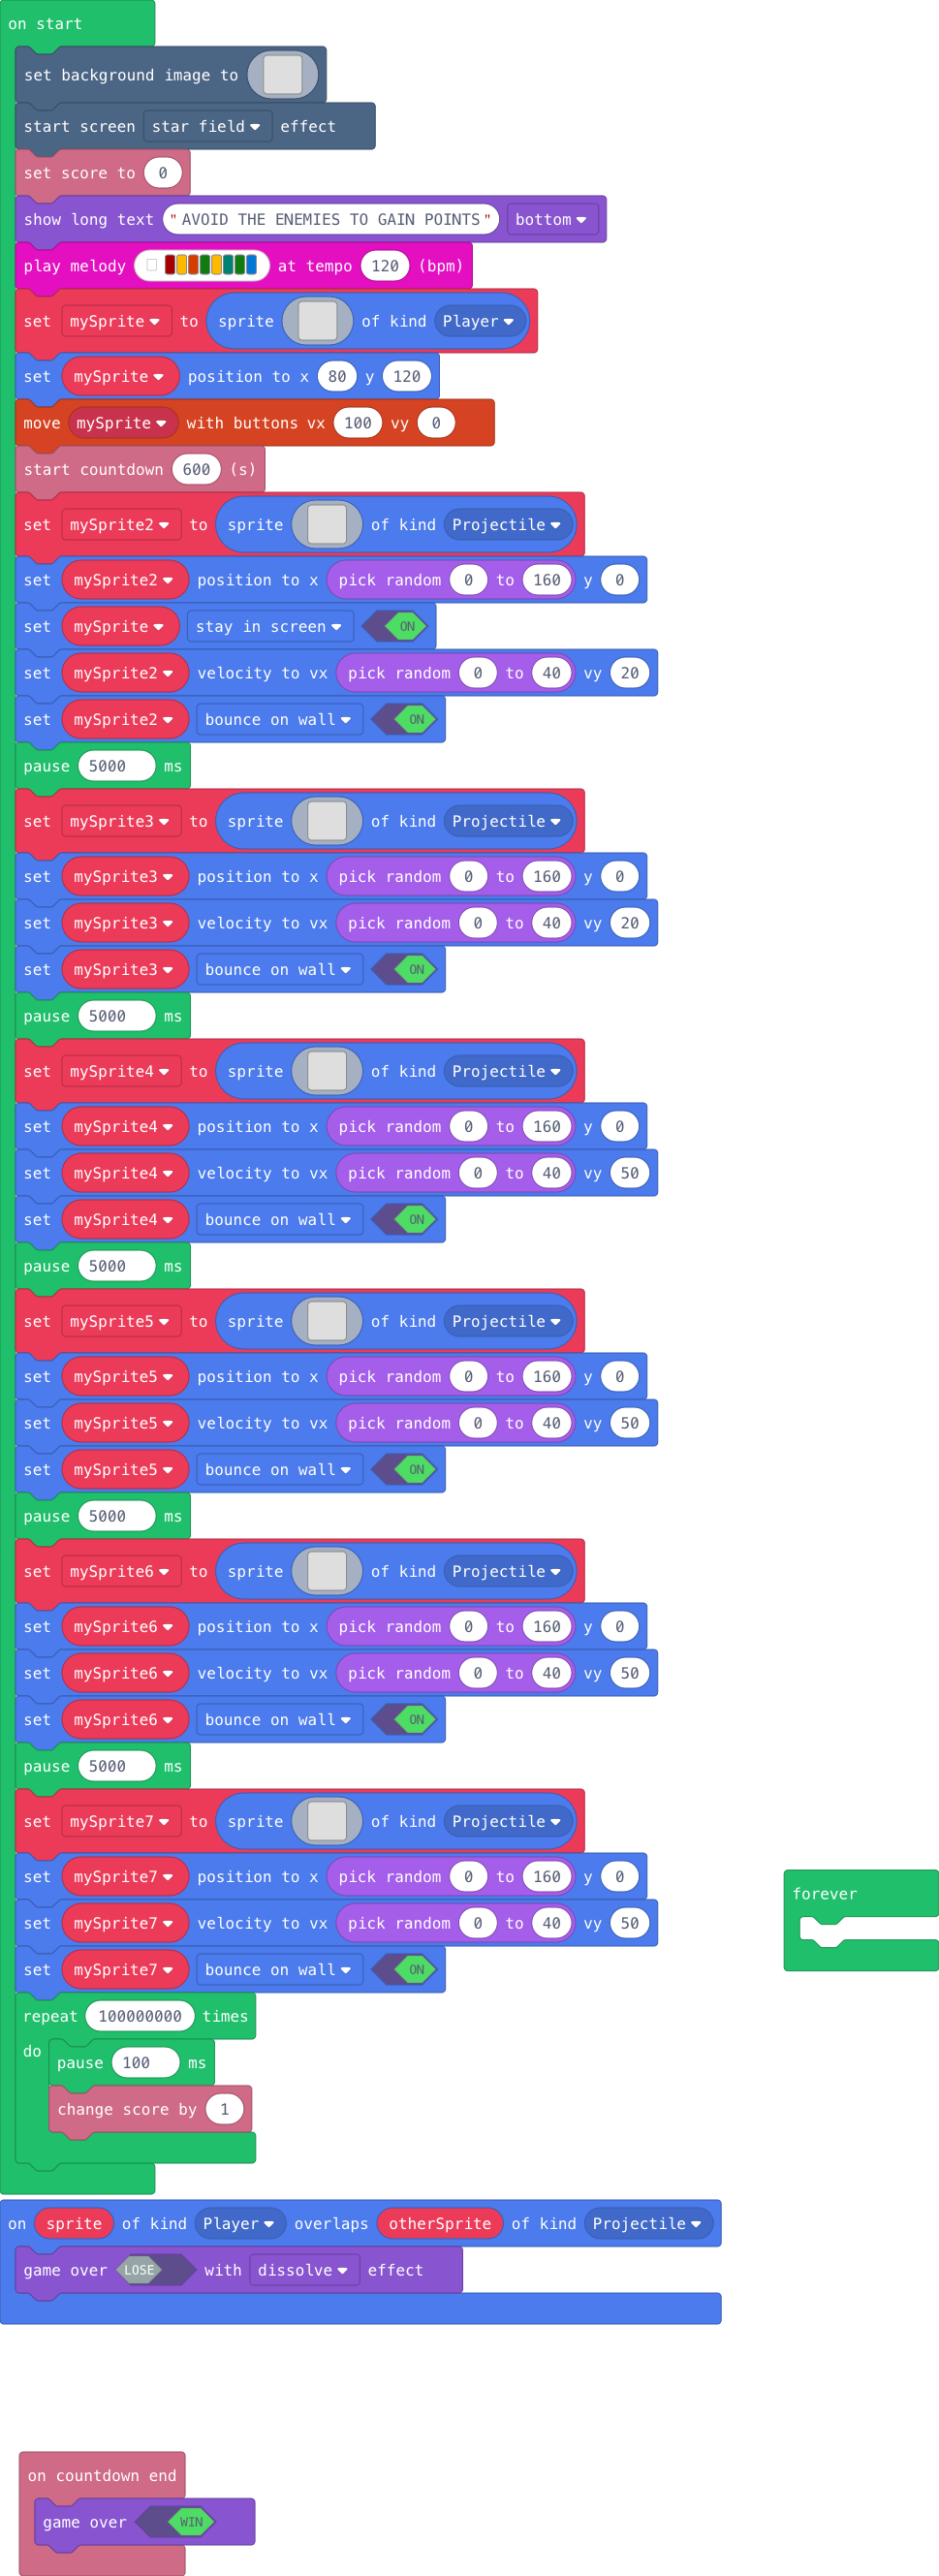 on start
set background image to
start screen star field effect
set score to 0
show long text "AVOID THE ENEMIES TO GAIN POINTS" bottom
play melody at tempo 120 (bpm)
set mySprite to sprite of kind Player
set mySprite position to x 80 y 120
move mySprite with buttons vx 100 vy 0
start countdown 600 (s)
set mySprite2 to sprite of kind Projectile
set mySprite2 position to x pick random 0 to 160 y 0
set mySprite stay in screen ON
set mySprite2 velocity to vx pick random 0 to 40 vy 20
set mySprite2 bounce on wall ON
pause 5000 ms
set mySprite3 to sprite of kind Projectile
set mySprite3 position to x pick random 0 to 160 y 0
set mySprite3 velocity to vx pick random 0 to 40 vy 20
set mySprite3 bounce on wall ON
pause 5000 ms
set mySprite4 to sprite of kind Projectile
set mySprite4 position to x pick random 0 to 160 y 0
set mySprite4 velocity to vx pick random 0 to 40 vy 50
set mySprite4 bounce on wall ON
pause 5000 ms
set mySprite5 to sprite of kind Projectile
set mySprite5 position to x pick random 0 to 160 y 0
set mySprite5 velocity to vx pick random 0 to 40 vy 50
set mySprite5 bounce on wall ON
pause 5000 ms
set mySprite6 to sprite of kind Projectile
set mySprite6 position to x pick random 0 to 160 y 0
set mySprite6 velocity to vx pick random 0 to 40 vy 50
set mySprite6 bounce on wall ON
pause 5000 ms
set mySprite7 to sprite of kind Projectile
set mySprite7 position to x pick random 0 to 160 y 0
set mySprite7 velocity to vx pick random 0 to 40 vy 50
set mySprite7 bounce on wall ON
repeat 100000000 times
do
pause 100 ms
change score by 1
forever
on sprite of kind Player overlaps otherSprite of kind Projectile
game over LOSE with dissolve effect
on countdown end
game over WIN